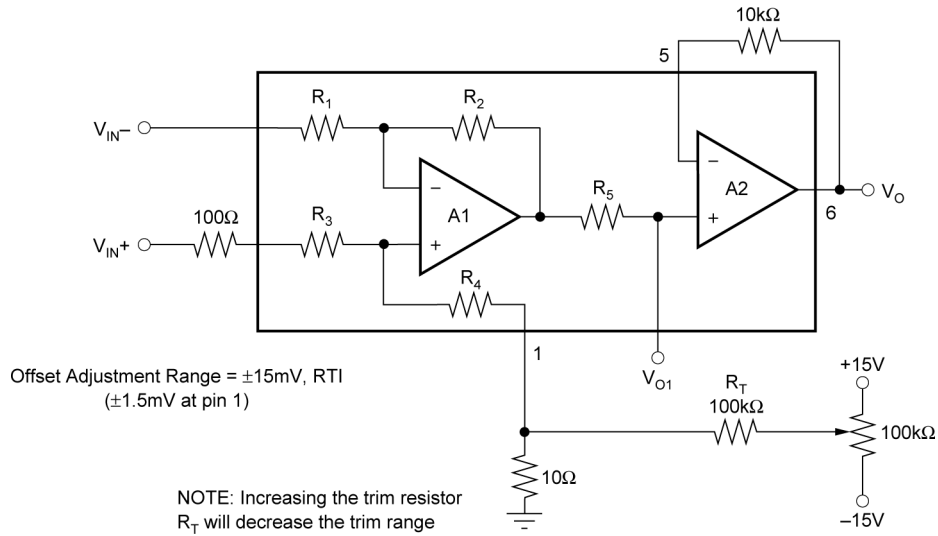 10kΩ
5
R1
R2
VIN–
A1
A2
R5
VO
6
100Ω
R3
VIN+
R4
1
VO1
Offset Adjustment Range = ±15mV, RTI
(±1.5mV at pin 1)
+15V
RT
100kΩ
100kΩ
10Ω
–15V
NOTE: Increasing the trim resistor
RT will decrease the trim range